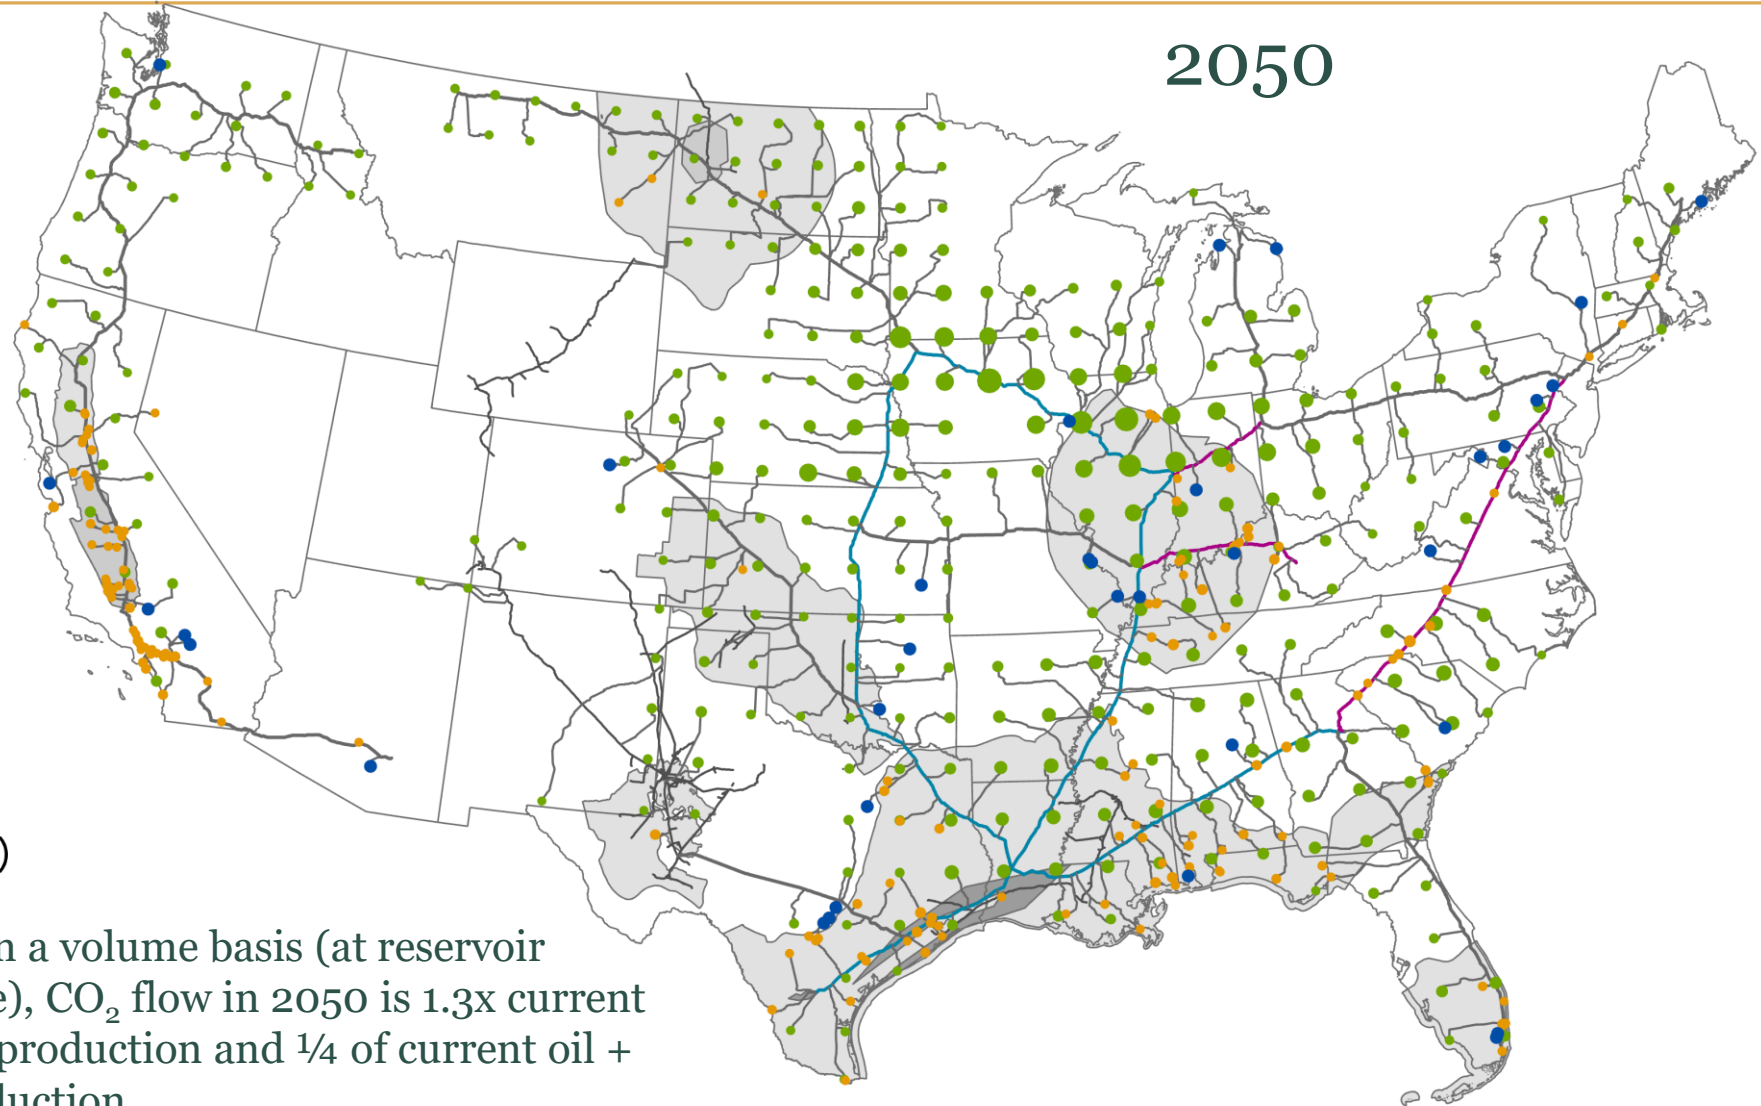 2050
)
n a volume basis (at reservoir
e), CO₂ flow in 2050 is 1.3x current
production and ¼ of current oil +